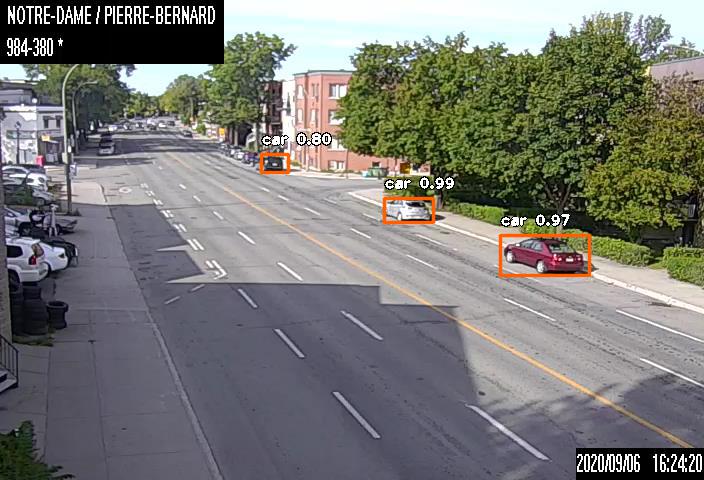 NOTRE-DAME / PIERRE-BERNARD
984-380 *
car 0.80
car 0.99
car 0.97
2020/09/06 16:24:20